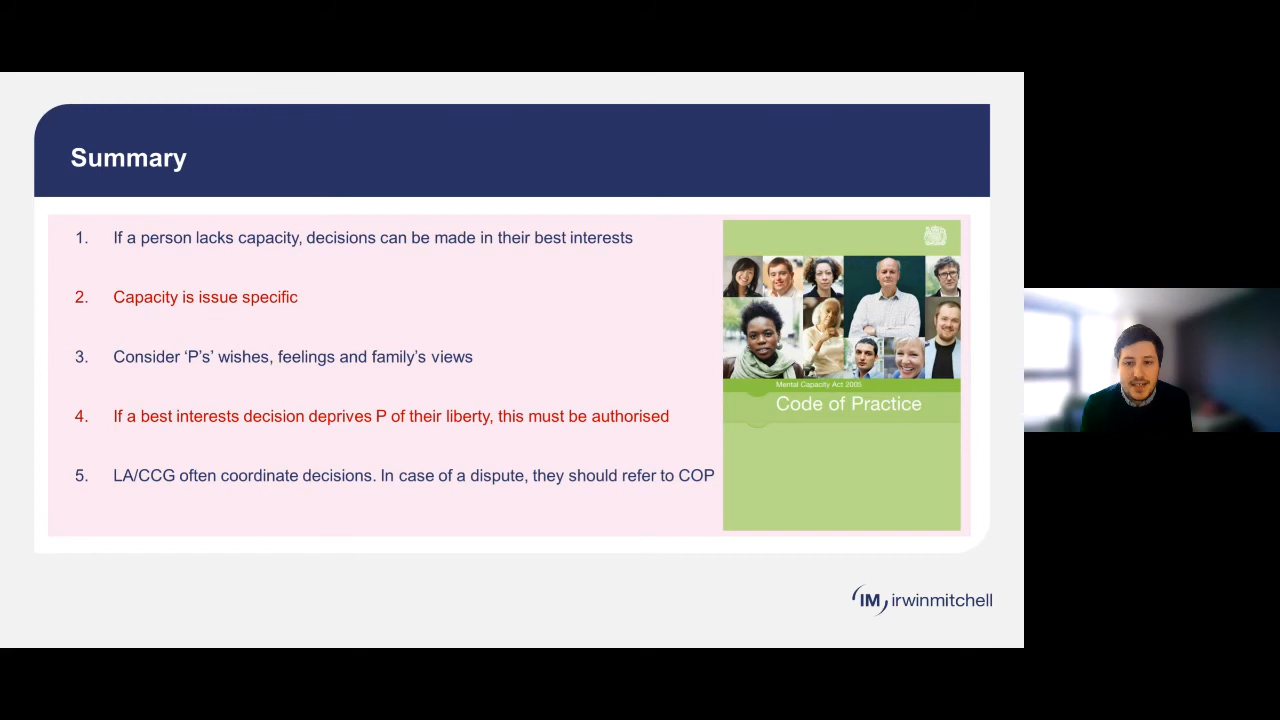 Summary
1. If a person lacks capacity, decisions can be made in their best interests
2. Capacity is issue specific
3. Consider ‘P’s’ wishes, feelings and family’s views
4. If a best interests decision deprives P of their liberty, this must be authorised
5. LA/CCG often coordinate decisions. In case of a dispute, they should refer to COP
Mental Capacity Act 2005
Code of Practice
IM irwinmitchell